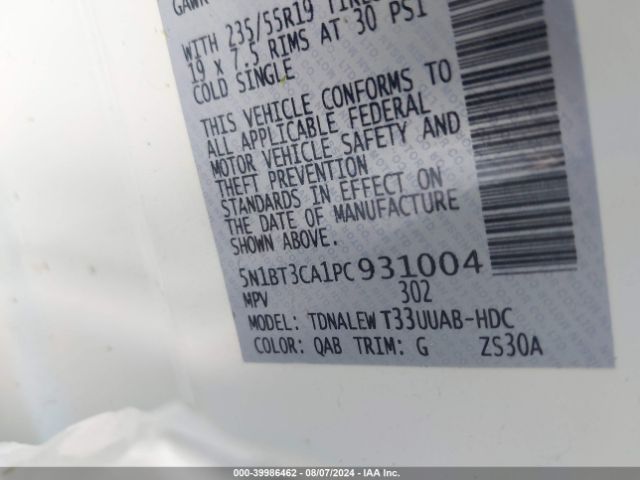 GAWR
WITH 235/55R19
19 X 7.5 RIMS AT 30 PSI
COLD SINGLE
THIS VEHICLE CONFORMS TO
ALL APPLICABLE FEDERAL
MOTOR VEHICLE SAFETY AND
THEFT PREVENTION
STANDARDS IN EFFECT ON
THE DATE OF MANUFACTURE
SHOWN ABOVE.
5N1BT3CA1PC931004
MPV 302
MODEL: TDNALEW T33UUAB-HDC
COLOR: QAB TRIM: G ZS30A
000-39986462 - 08/07/2024 - IAA Inc.